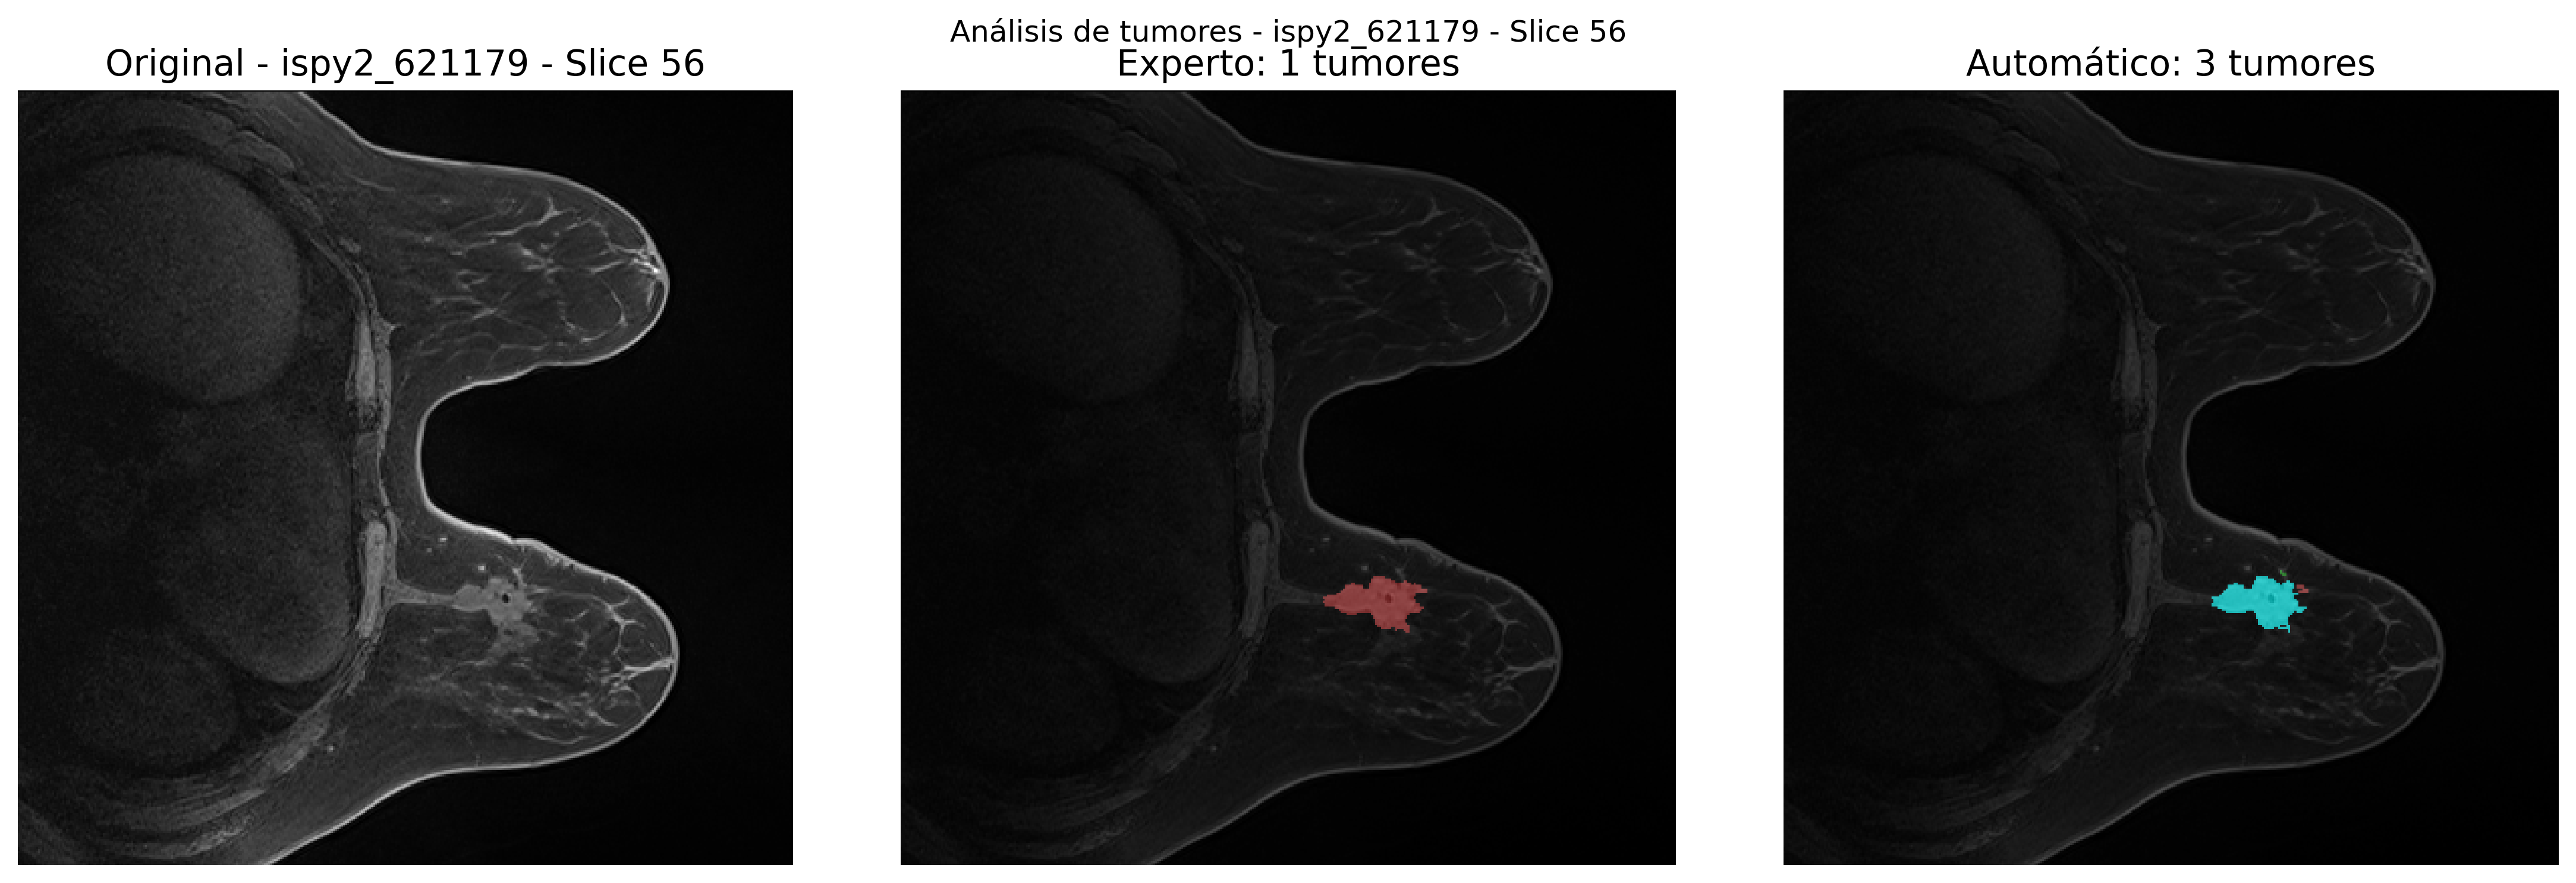 Análisis de tumores - ispy2_621179 - Slice 56
Original - ispy2_621179 - Slice 56
Experto: 1 tumores
Automático: 3 tumores